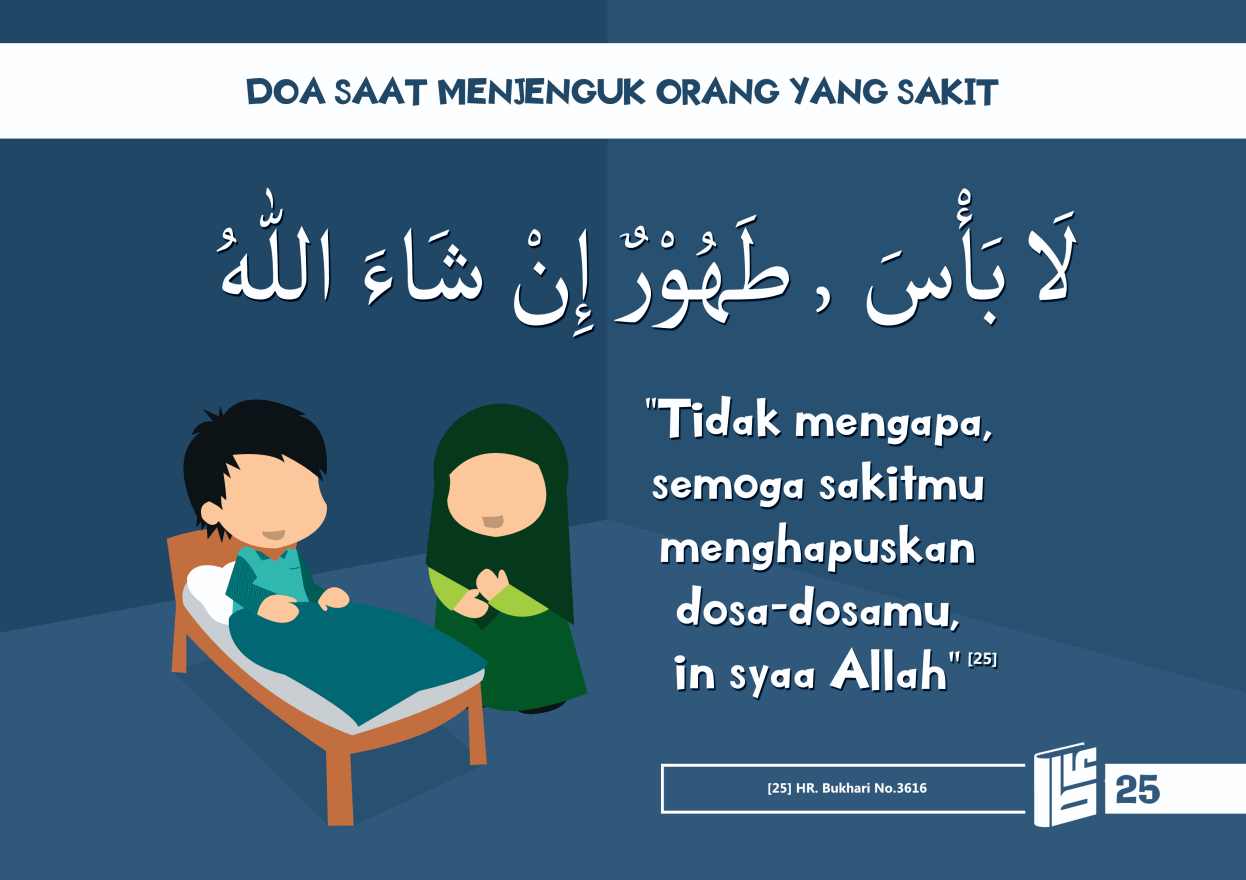 DOA SAAT MENJENGUK ORANG YANG SAKIT
لَا بَأْسَ , طَهُوْرٌ إِنْ شَاءَ اللّٰهُ
"Tidak mengapa,
semoga sakitmu
menghapuskan
dosa-dosamu,
in syaa Allah" [25]
[25] HR. Bukhari No.3616
25